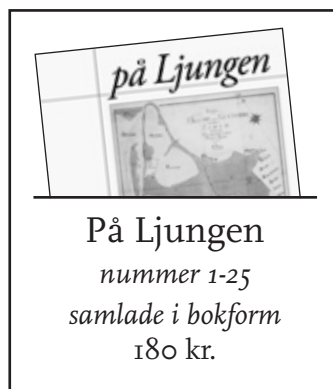 på Ljungen
På Ljungen
nummer 1-25
samlade i bokform
180 kr.